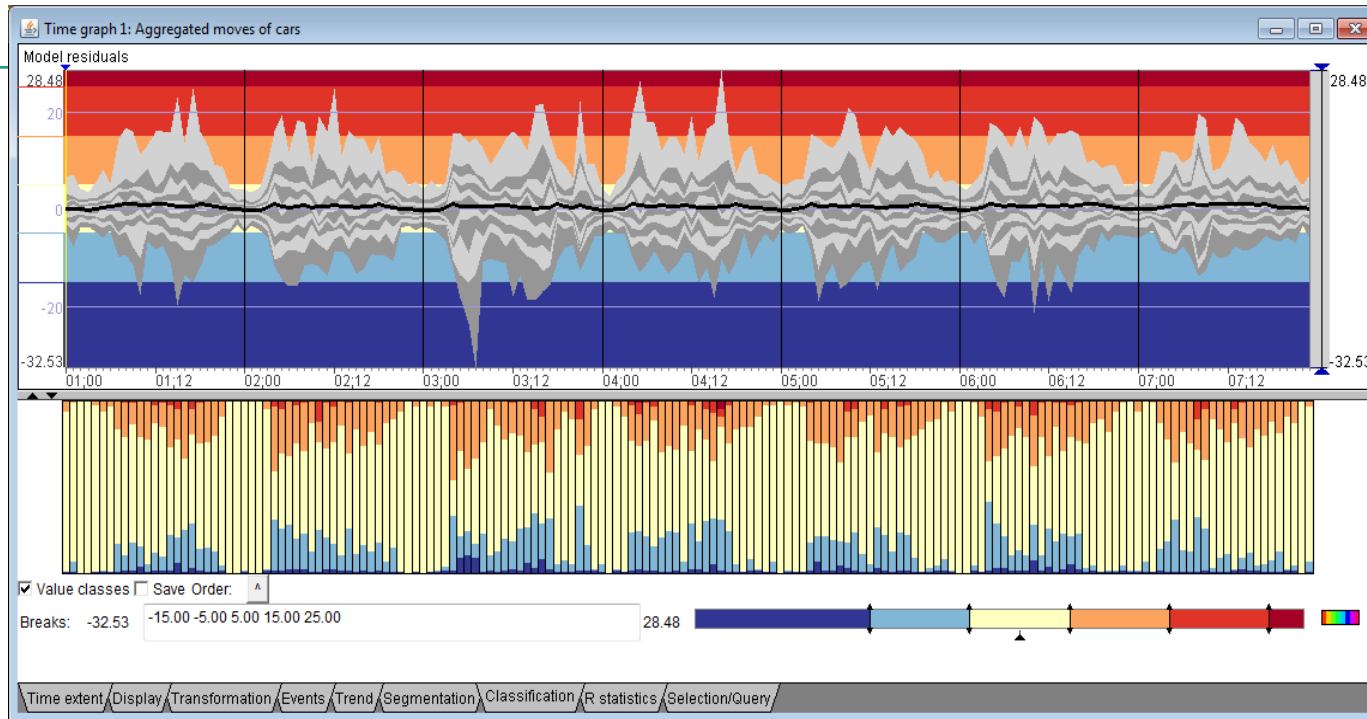 Time graph 1: Aggregated moves of cars
Model residuals
28.48
28.48
20
0
-20
-32.53
-32.53
01;00 01;12 02;00 02;12 03;00 03;12 04;00 04;12 05;00 05;12 06;00 06;12 07;00 07;12
Value classes Save Order: ^
Breaks: -32.53 -15.00 -5.00 5.00 15.00 25.00 28.48
Time extent Display Transformation Events Trend Segmentation Classification R statistics Selection/Query